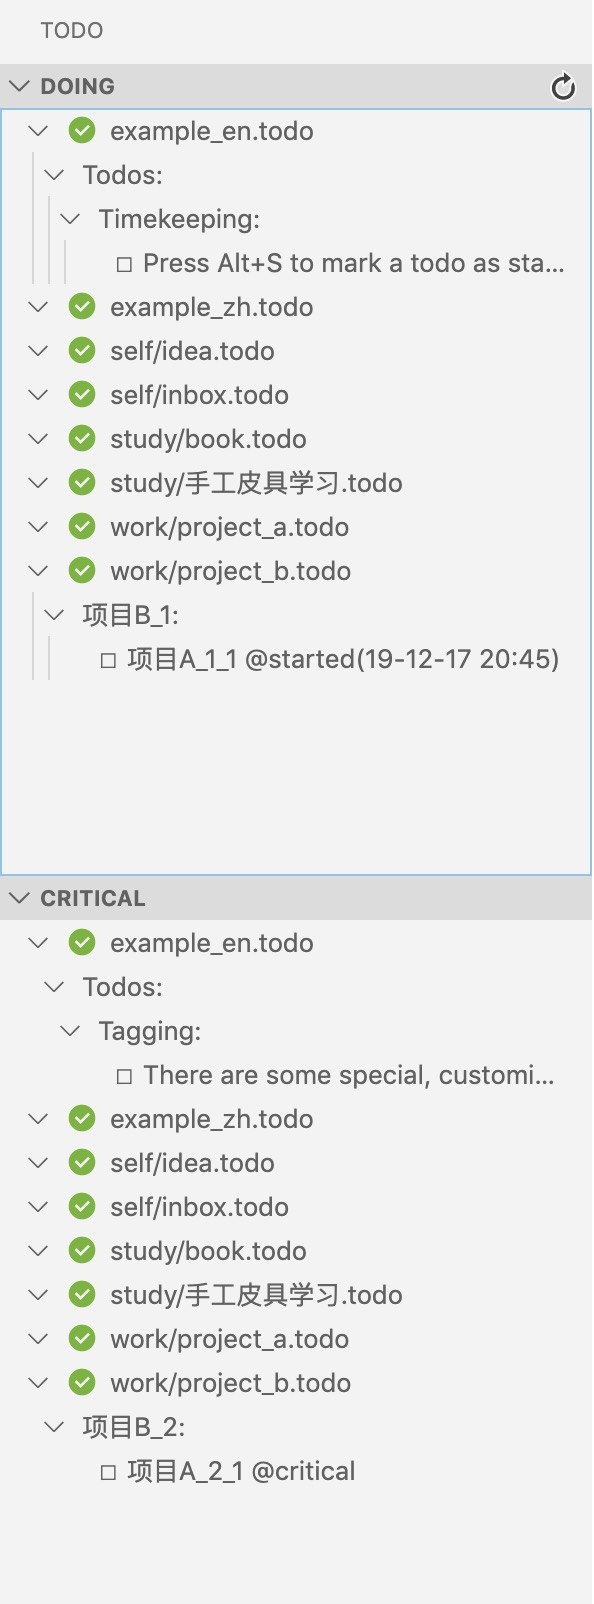 TODO
DOING
example_en.todo
Todos:
Timekeeping:
Press Alt+S to mark a todo as sta...
example_zh.todo
self/idea.todo
self/inbox.todo
study/book.todo
study/手工皮具学习.todo
work/project_a.todo
work/project_b.todo
项目B_1:
项目A_1_1 @started(19-12-17 20:45)
CRITICAL
example_en.todo
Todos:
Tagging:
There are some special, customi...
example_zh.todo
self/idea.todo
self/inbox.todo
study/book.todo
study/手工皮具学习.todo
work/project_a.todo
work/project_b.todo
项目B_2:
项目A_2_1 @critical